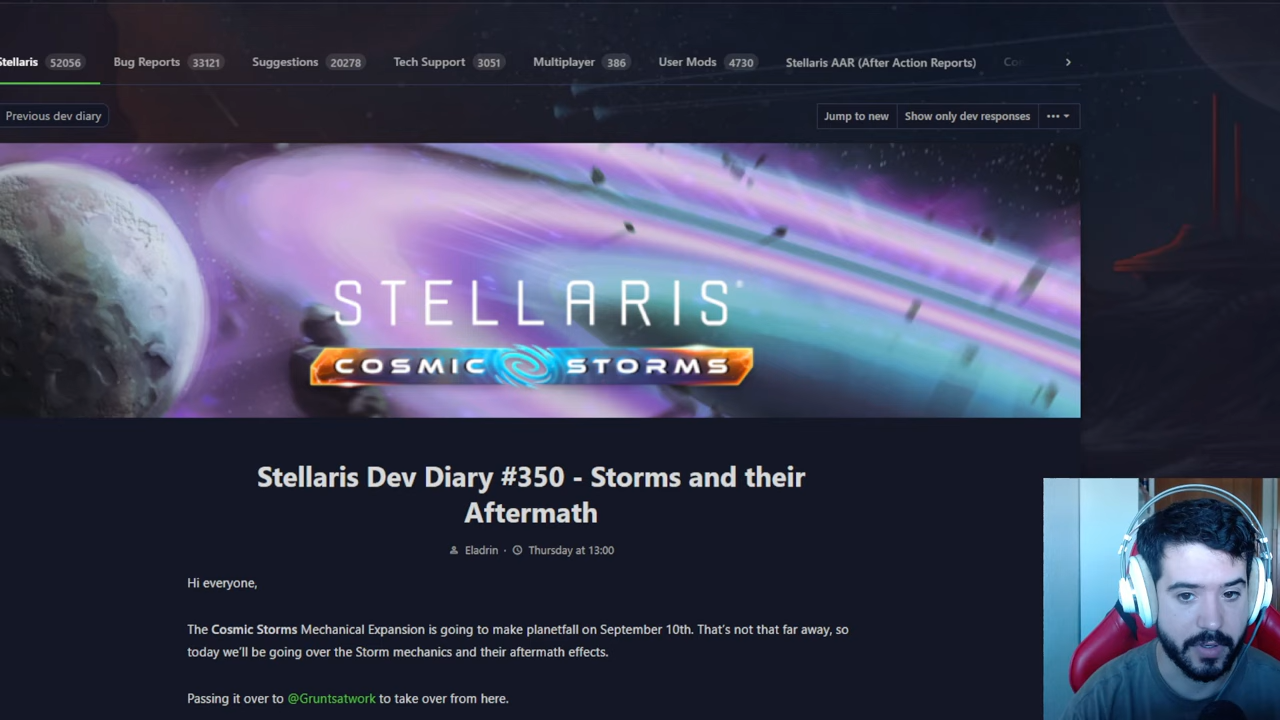 Stellaris 52056 Bug Reports 33121 Suggestions 20278 Tech Support 3051 Multiplayer 386 User Mods 4730 Stellaris AAR (After Action Reports) Co
Previous dev diary
Jump to new Show only dev responses
STELLARIS®
COSMIC STORMS
Stellaris Dev Diary #350 - Storms and their
Aftermath
Eladrin · Thursday at 13:00
Hi everyone,
The Cosmic Storms Mechanical Expansion is going to make planetfall on September 10th. That's not that far away, so
today we'll be going over the Storm mechanics and their aftermath effects.
Passing it over to @Gruntsatwork to take over from here.